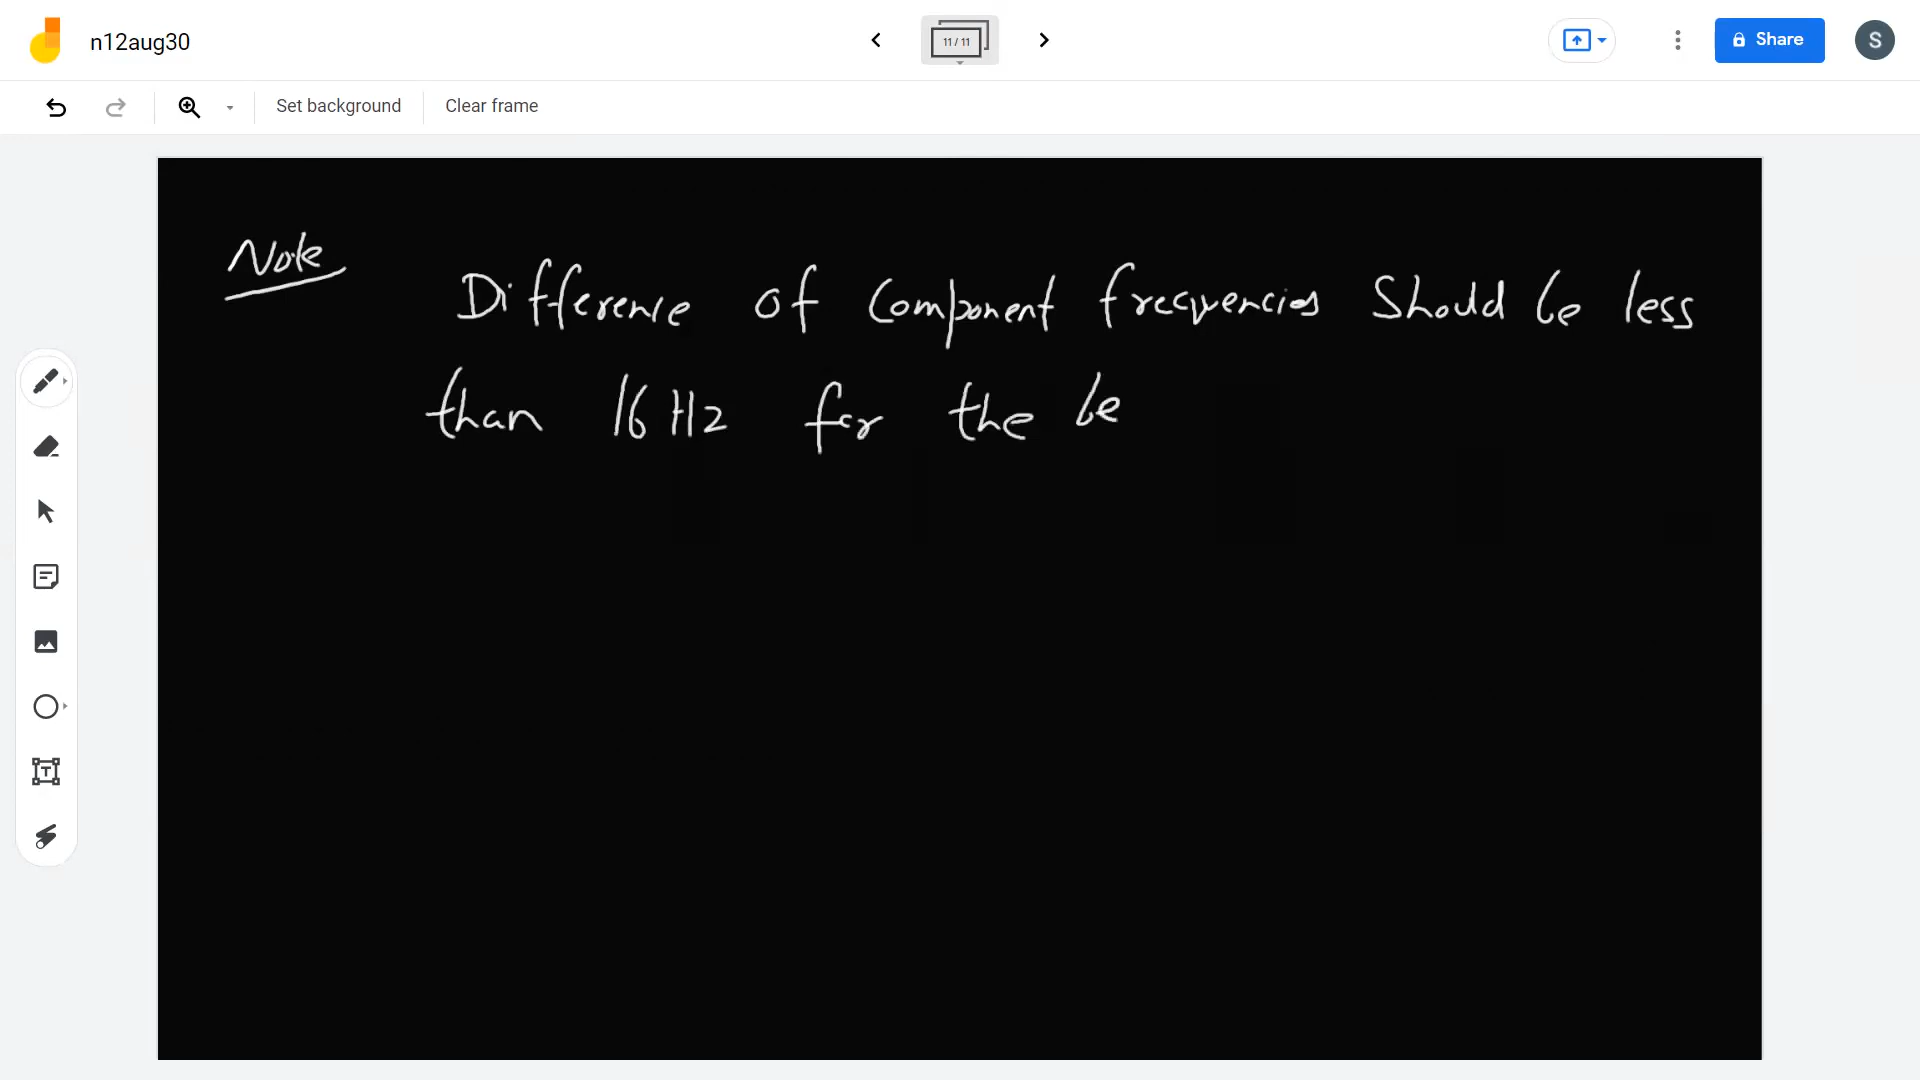 n12aug30
11 / 11
Share
S
Set background
Clear frame
Note
Difference of Component frequencies Should be less
than 16 Hz for the be